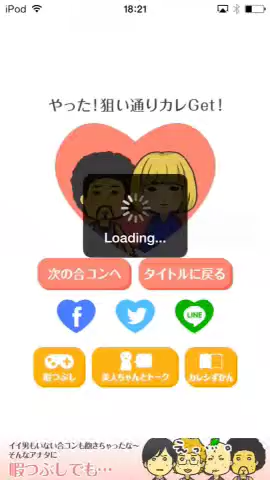 iPod 18:21
やった!狙い通りカレGet!
Loading...
次の合コンへ タイトルに戻る
f LINE
暇つぶし 美人ちゃんとトーク カレシずかん
イイ男もいない合コンも飽きちゃったな〜
そんなアナタに
暇つぶしでも…